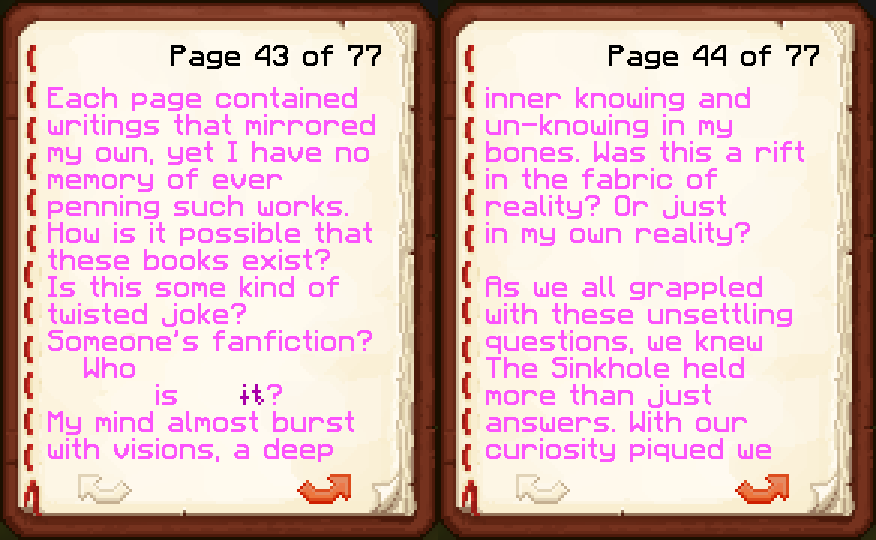 Page 43 of 77
Each page contained
writings that mirrored
my own, yet I have no
memory of ever
penning such works.
How is it possible that
these books exist?
Is this some kind of
twisted joke?
Someone's fanfiction?
Who
is it?
My mind almost burst
with visions, a deep
Page 44 of 77
inner knowing and
un-knowing in my
bones. Was this a rift
in the fabric of
reality? Or just
in my own reality?
As we all grappled
with these unsettling
questions, we knew
The Sinkhole held
more than just
answers. With our
curiosity piqued we